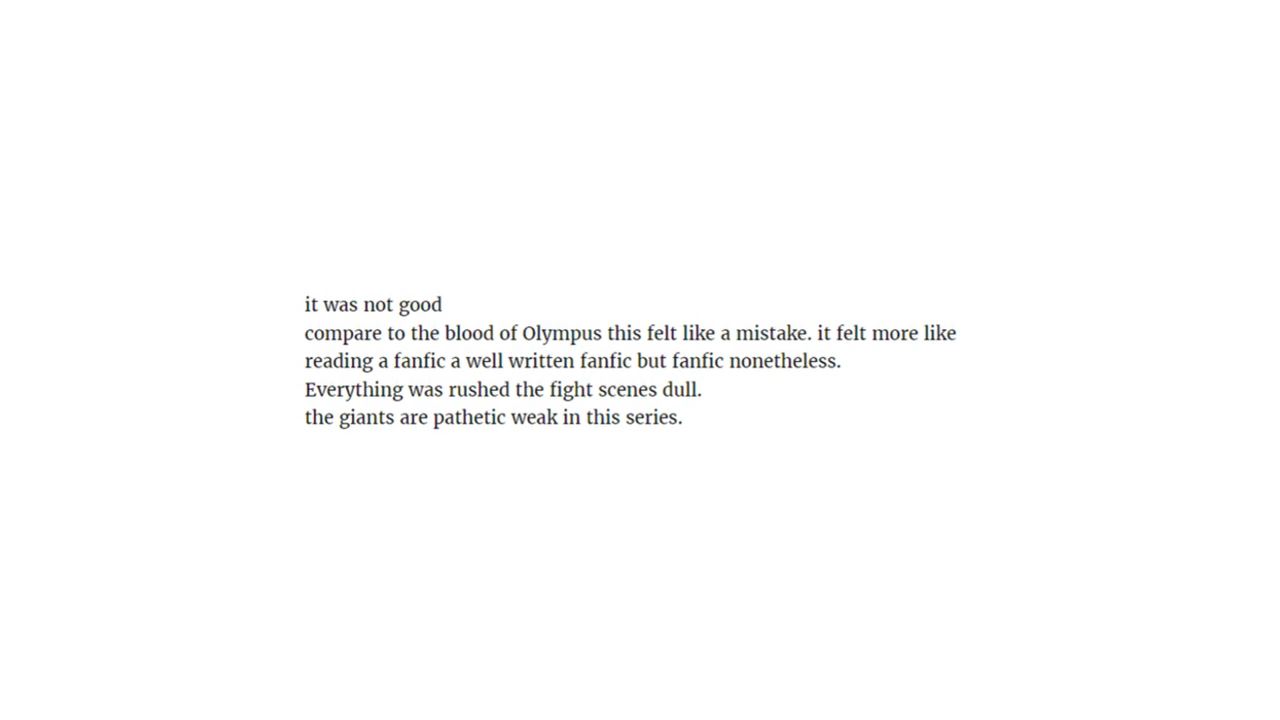 it was not good
compare to the blood of Olympus this felt like a mistake. it felt more like
reading a fanfic a well written fanfic but fanfic nonetheless.
Everything was rushed the fight scenes dull.
the giants are pathetic weak in this series.